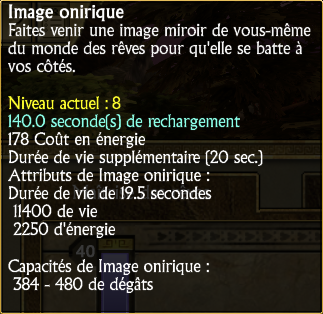 Image onirique
Faites venir une image miroir de vous-même
du monde des rêves pour qu'elle se batte à
vos côtés.
Niveau actuel : 8
140.0 seconde(s) de rechargement
178 Coût en énergie
Durée de vie supplémentaire (20 sec.)
Attributs de Image onirique :
Durée de vie de 19.5 secondes
11400 de vie
2250 d'énergie
40
Capacités de Image onirique :
384 - 480 de dégâts